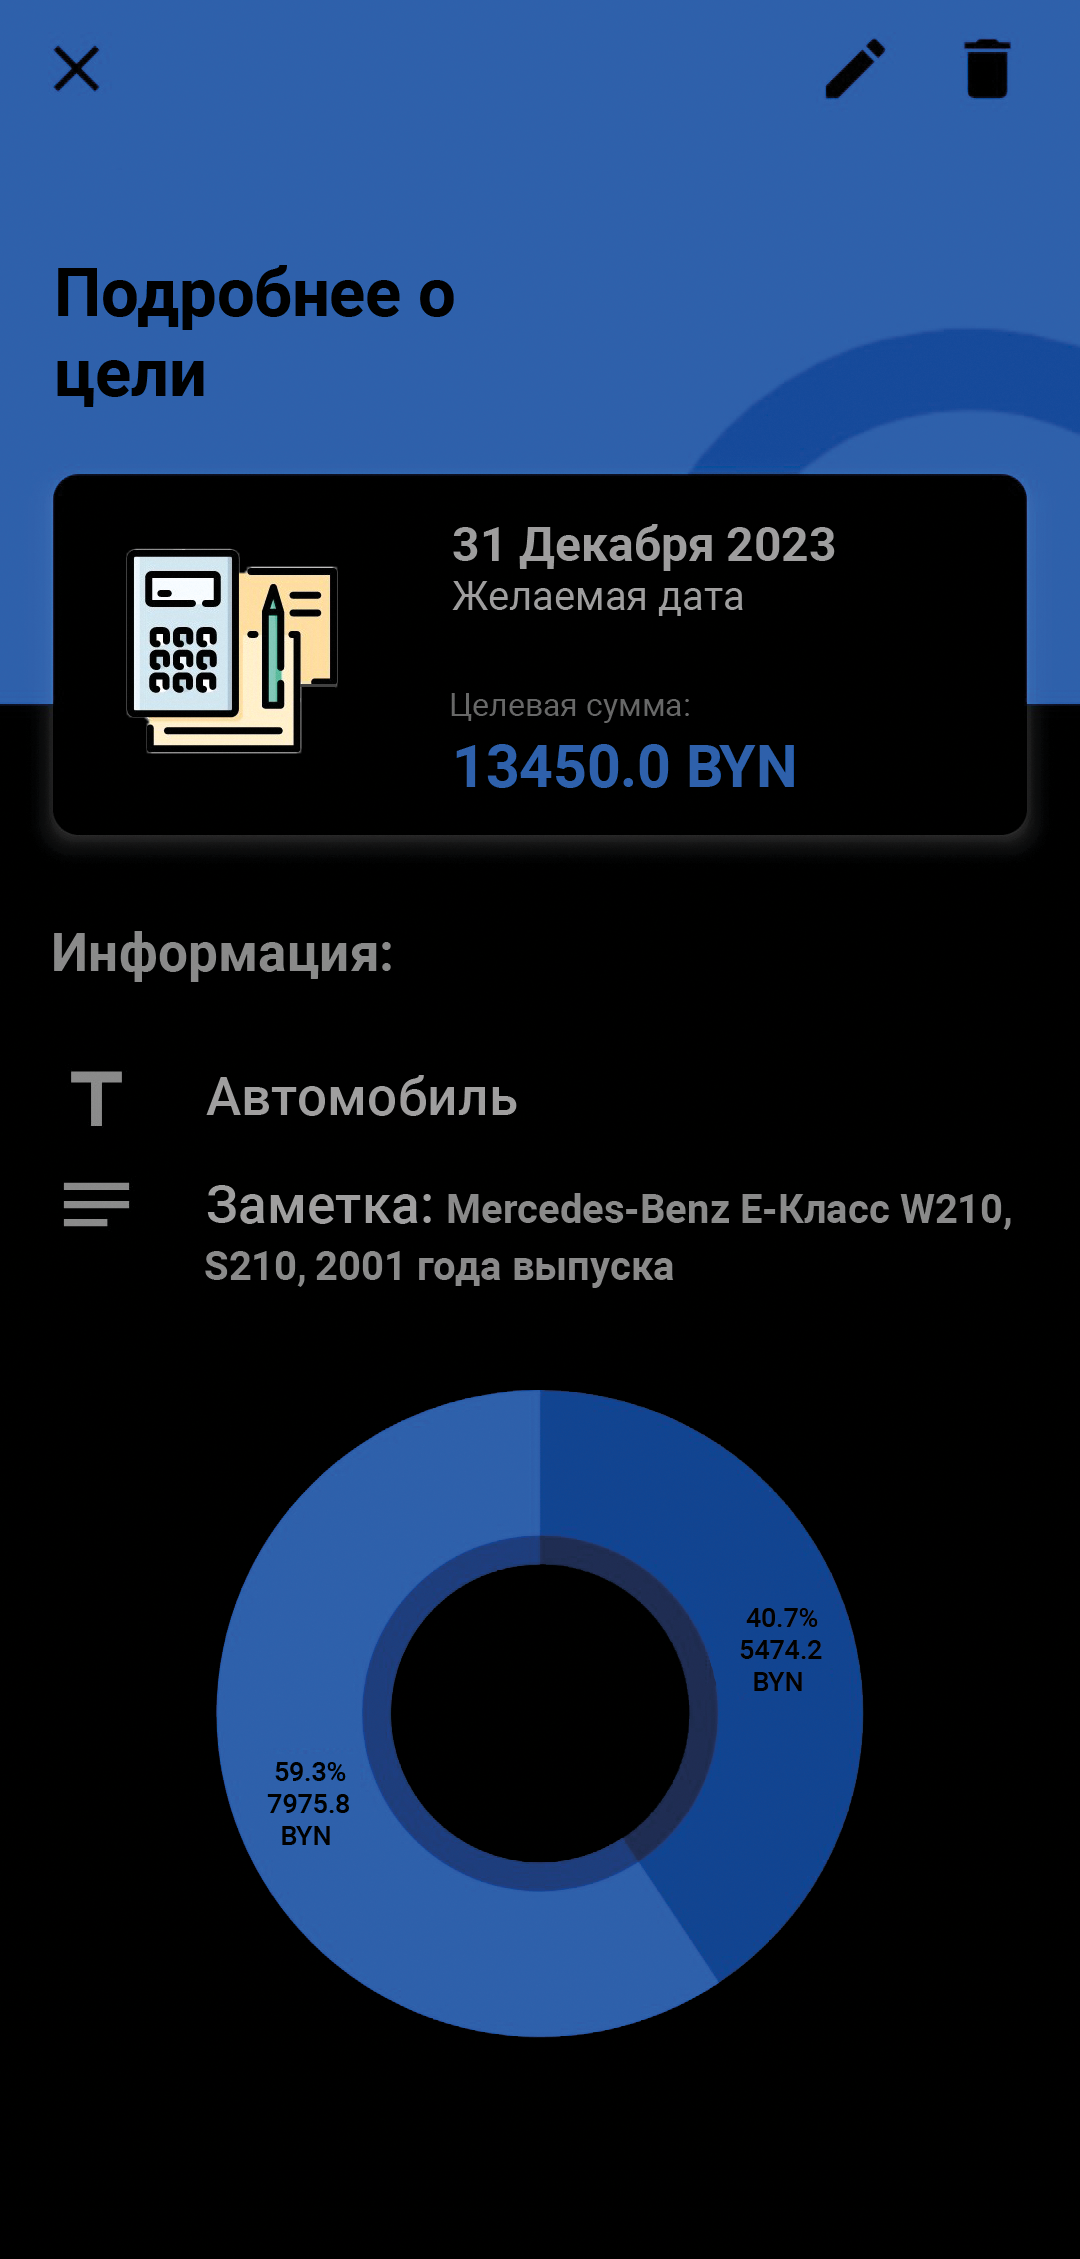 Подробнее о
цели
31 Декабря 2023
Желаемая дата
Целевая сумма:
13450.0 BYN
Информация:
Автомобиль
Заметка: Mercedes-Benz E-Класс W210,
S210, 2001 года выпуска
40.7%
5474.2
BYN
59.3%
7975.8
BYN